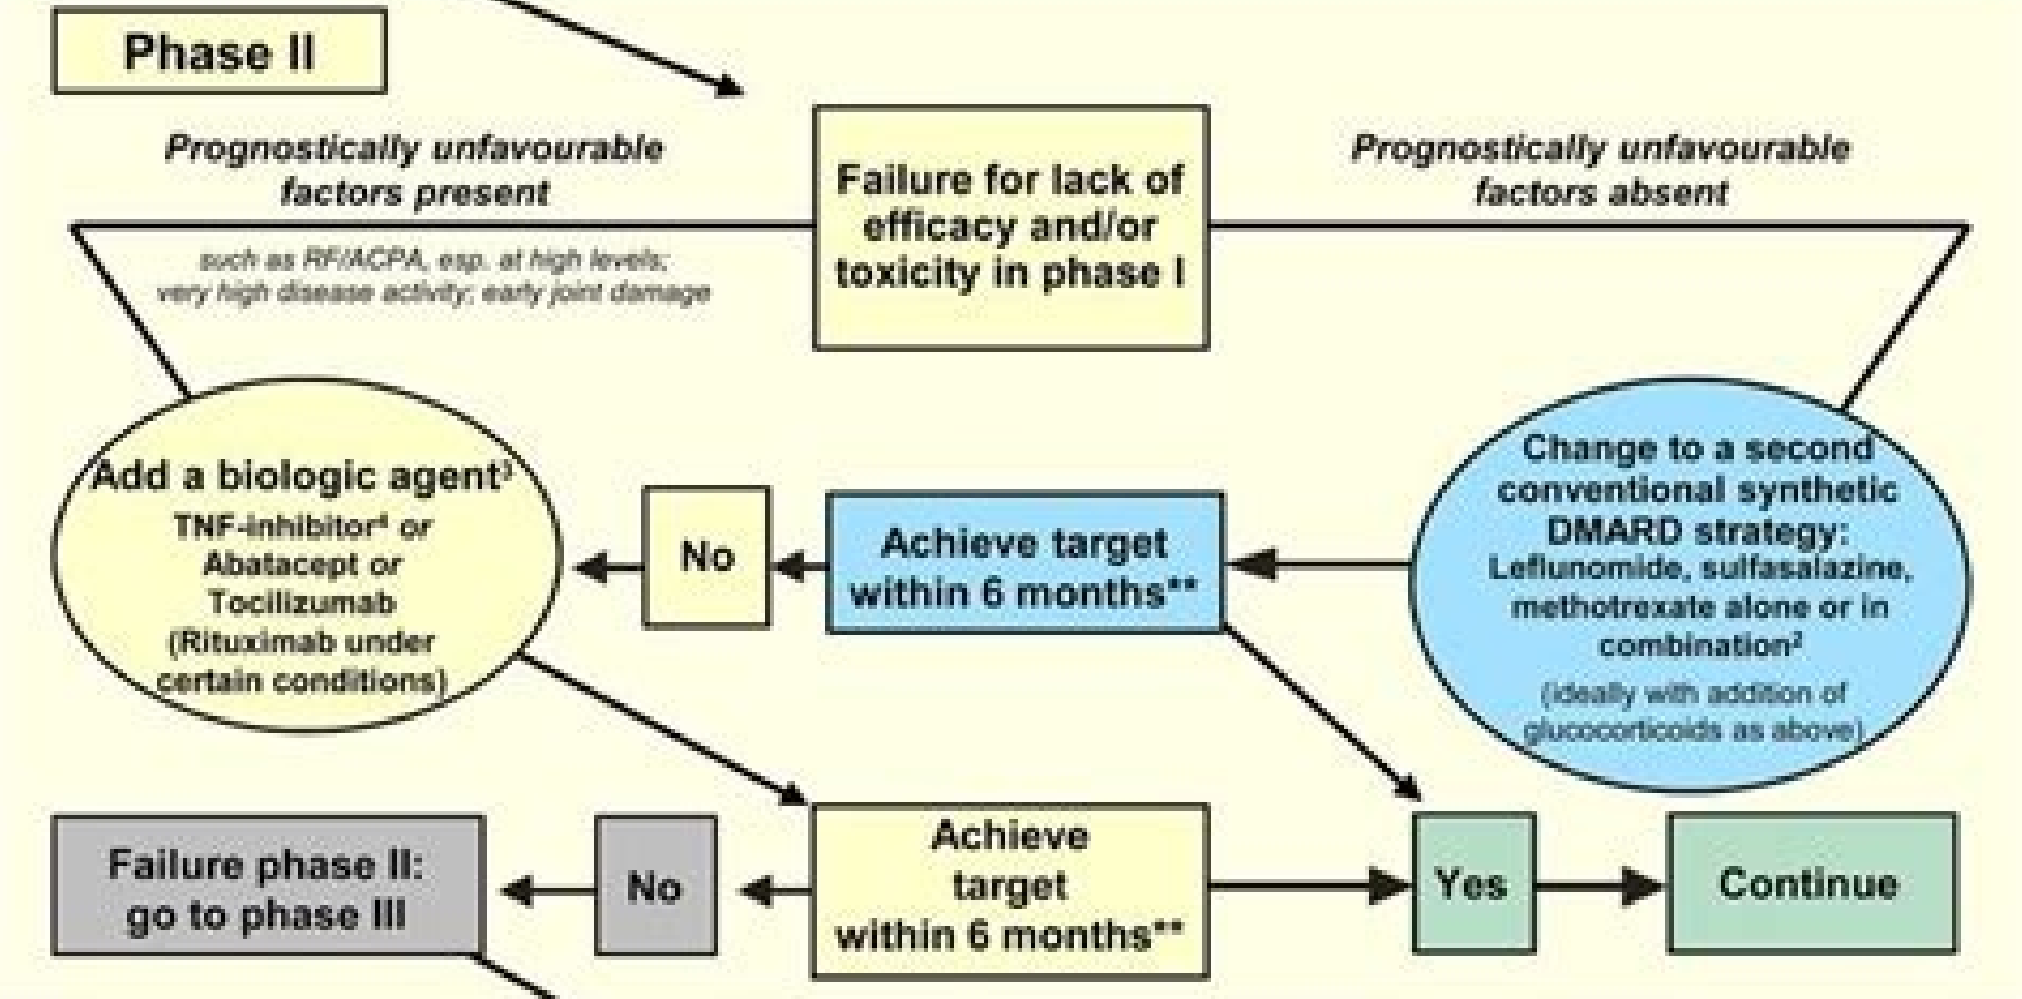 Phase II
Prognostically unfavourable
factors present
such as RF/ACPA, esp. at high levels;
very high disease activity; early joint damage
Failure for lack of
efficacy and/or
toxicity in phase I
Prognostically unfavourable
factors absent
Add a biologic agent³
TNF-inhibitor⁴ or
Abatacept or
Tocilizumab
(Rituximab under
certain conditions)
No
Achieve target
within 6 months**
Change to a second
conventional synthetic
DMARD strategy:
Leflunomide, sulfasalazine,
methotrexate alone or in
combination²
(ideally with addition of
glucocorticoids as above)
Failure phase II:
go to phase III
No
Achieve
target
within 6 months**
Yes
Continue